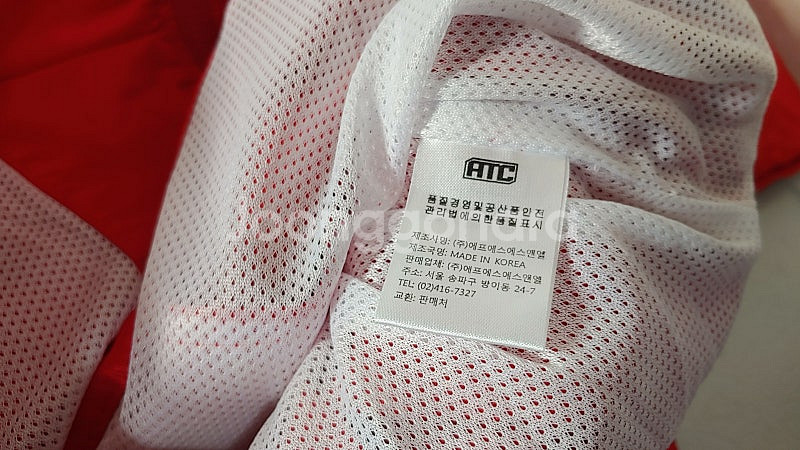 ATC
품질경영및공산품안전
관리법에의한품질표시
제조사명: (주)에프에스에스앤엘
제조국명: MADE IN KOREA
판매업체: (주)에프에스에스앤엘
주소: 서울 송파구 방이동 24-7
TEL: (02)416-7327
교환: 판매처
joonggonara